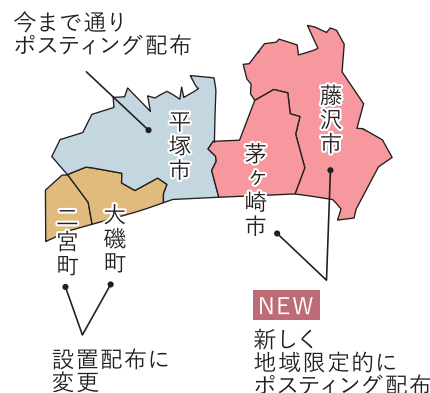 今まで通り
ポスティング配布
藤沢市
平塚市
茅ヶ崎市
大磯町
二宮町
NEW
新しく
地域限定的に
ポスティング配布
設置配布に
変更